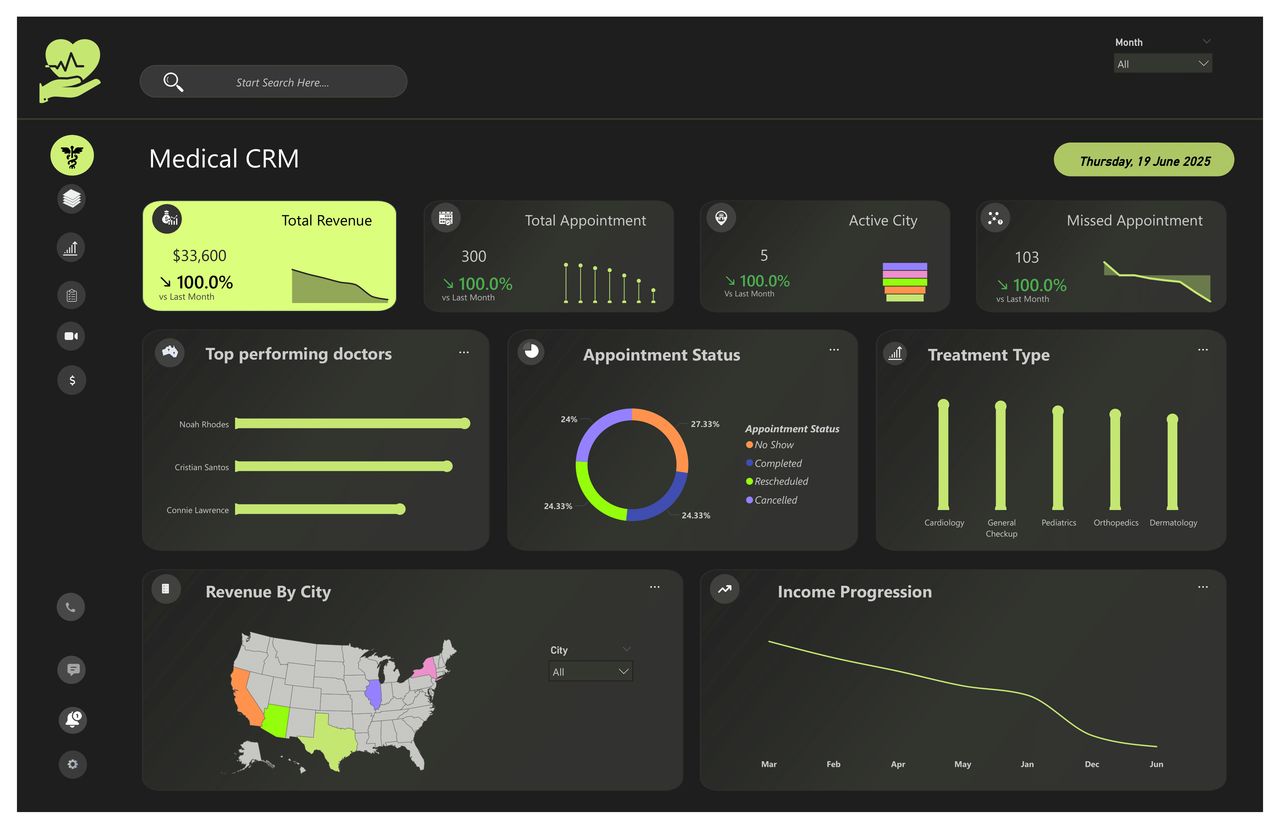 Month
All
Start Search Here....
Medical CRM
Thursday, 19 June 2025
Total Revenue
$33,600
↘ 100.0%
vs Last Month
Total Appointment
300
↘ 100.0%
vs Last Month
Active City
5
↘ 100.0%
Vs Last Month
Missed Appointment
103
↘ 100.0%
vs Last Month
Top performing doctors
...
Noah Rhodes
Cristian Santos
Connie Lawrence
Appointment Status
...
24%
27.33%
24.33%
24.33%
Appointment Status
No Show
Completed
Rescheduled
Cancelled
Treatment Type
...
Cardiology
General
Checkup
Pediatrics
Orthopedics
Dermatology
$
Revenue By City
...
City
All
Income Progression
...
Mar
Feb
Apr
May
Jan
Dec
Jun